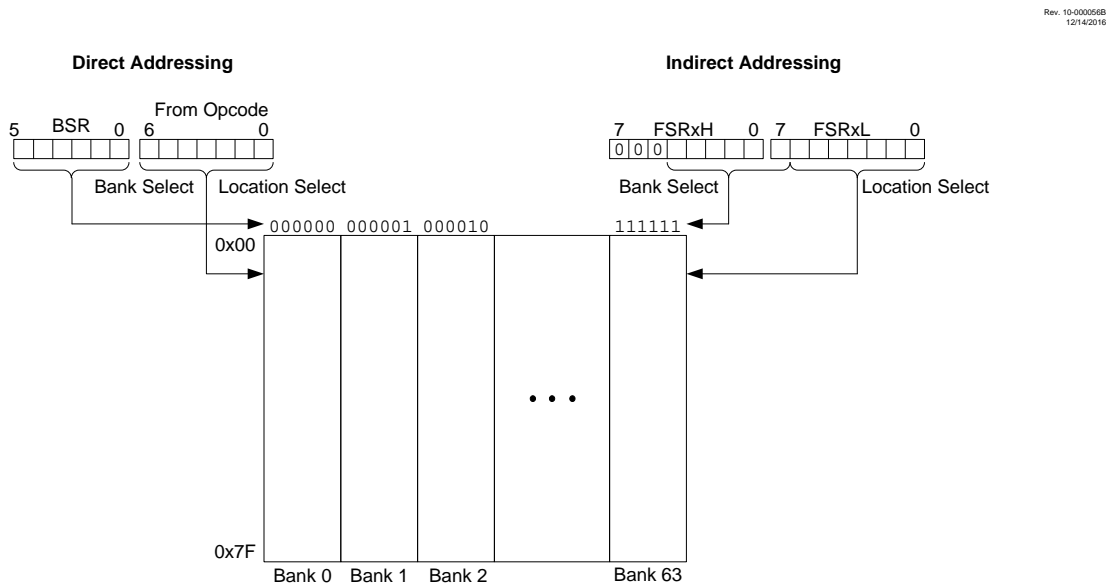 Rev. 10-000056B
12/14/2016
Direct Addressing
Indirect Addressing
From Opcode
5 BSR 0 6 0
7 FSRxH 0 7 FSRxL 0
0 0 0
Bank Select Location Select
Bank Select Location Select
000000 000001 000010 111111
0x00
0x7F
Bank 0 Bank 1 Bank 2 Bank 63